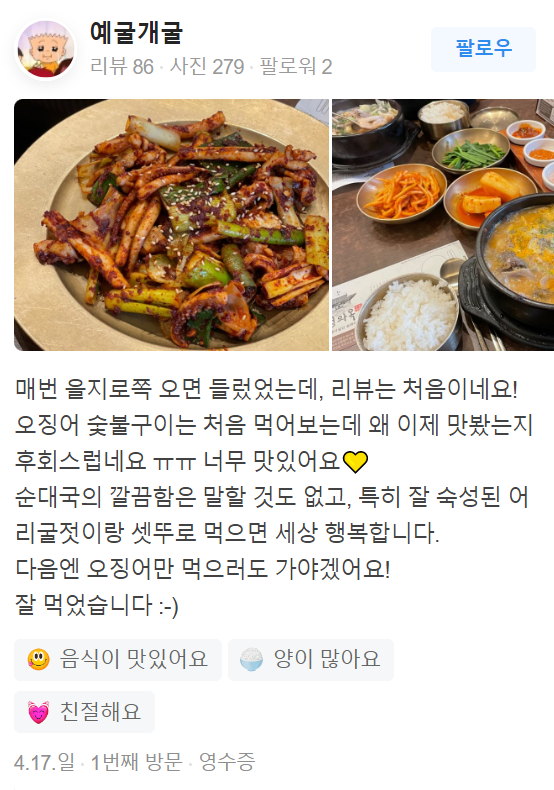 예굴개굴
리뷰 86 · 사진 279 · 팔로워 2
팔로우
매번 을지로쪽 오면 들렀었는데, 리뷰는 처음이네요!
오징어 숯불구이는 처음 먹어보는데 왜 이제 맛봤는지
후회스럽네요 ㅠㅠ 너무 맛있어요💛
순대국의 깔끔함은 말할 것도 없고, 특히 잘 숙성된 어
리굴젓이랑 셋뚜로 먹으면 세상 행복합니다.
다음엔 오징어만 먹으러도 가야겠어요!
잘 먹었습니다 :-)
음식이 맛있어요
양이 많아요
친절해요
4.17.일 · 1번째 방문 · 영수증